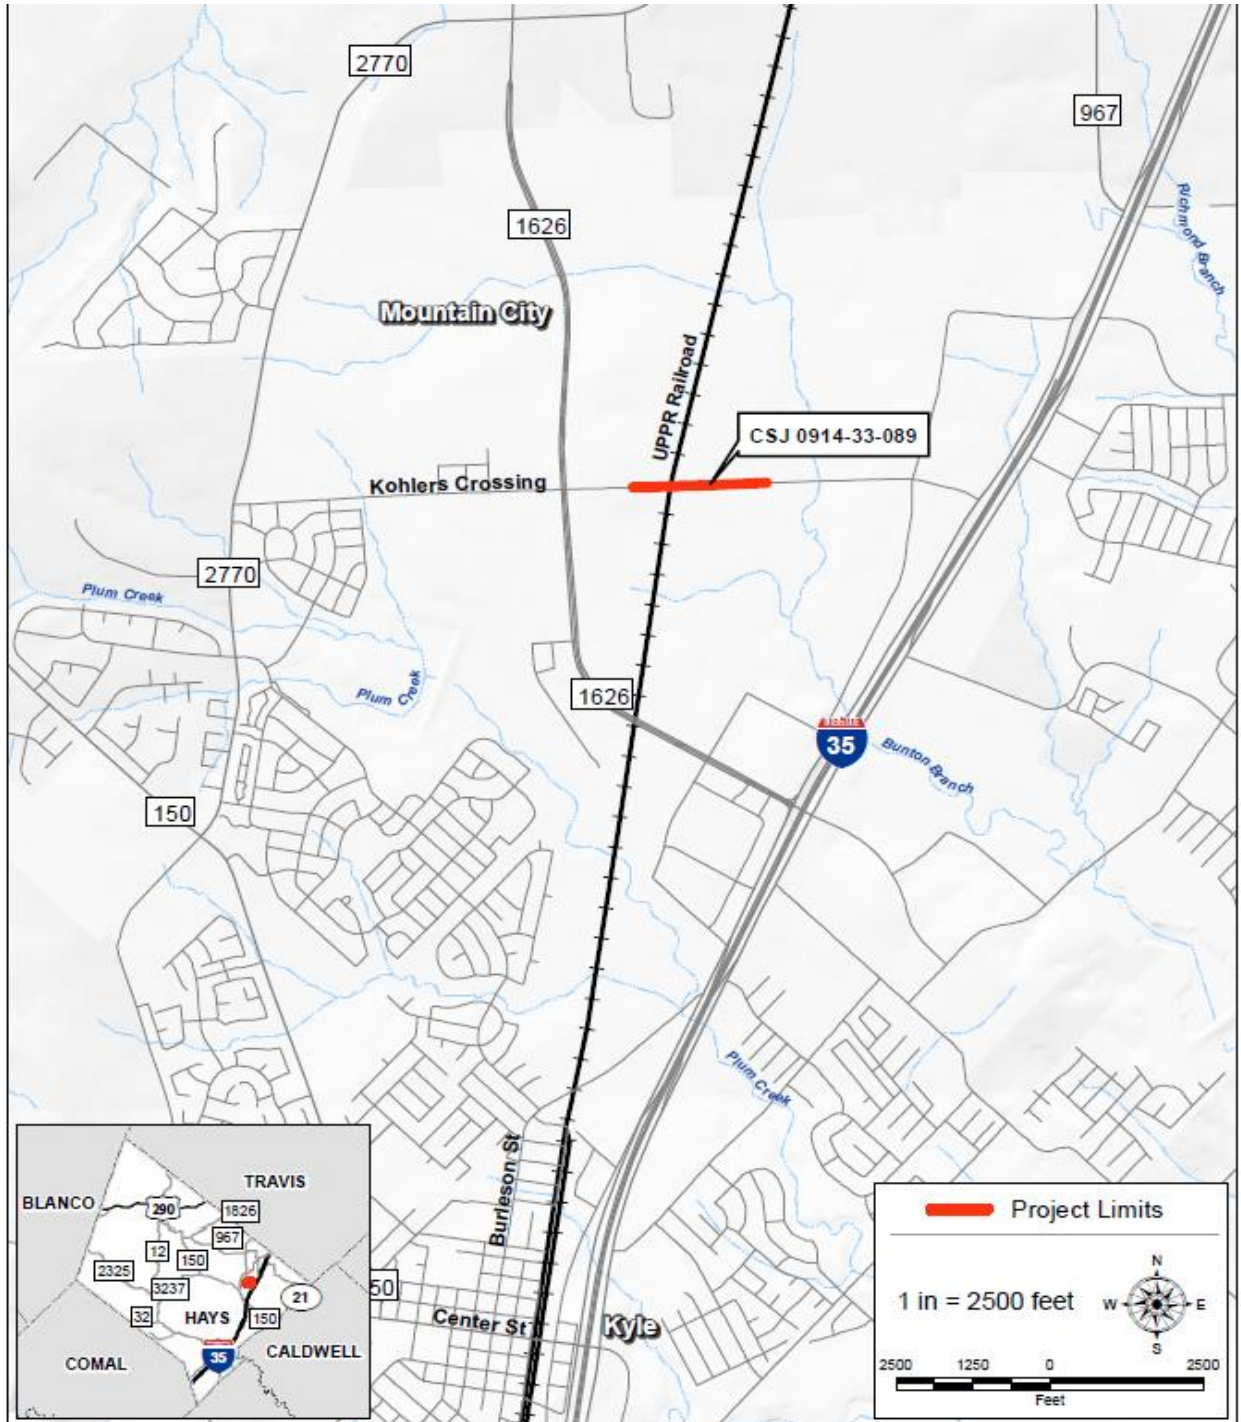 2770
967
1626
Richmond Branch
Mountain City
UPPR Railroad
CSJ 0914-33-089
Kohlers Crossing
2770
Plum Creek
Plum Creek
1626
35
Bunton Branch
150
Plum Creek
Burleson St
50
Center St
Kyle
BLANCO
TRAVIS
290
1826
967
12
150
2325
3237
21
32
HAYS
150
35
COMAL
CALDWELL
Project Limits
1 in = 2500 feet
N
W
E
S
2500 1250 0 2500
Feet